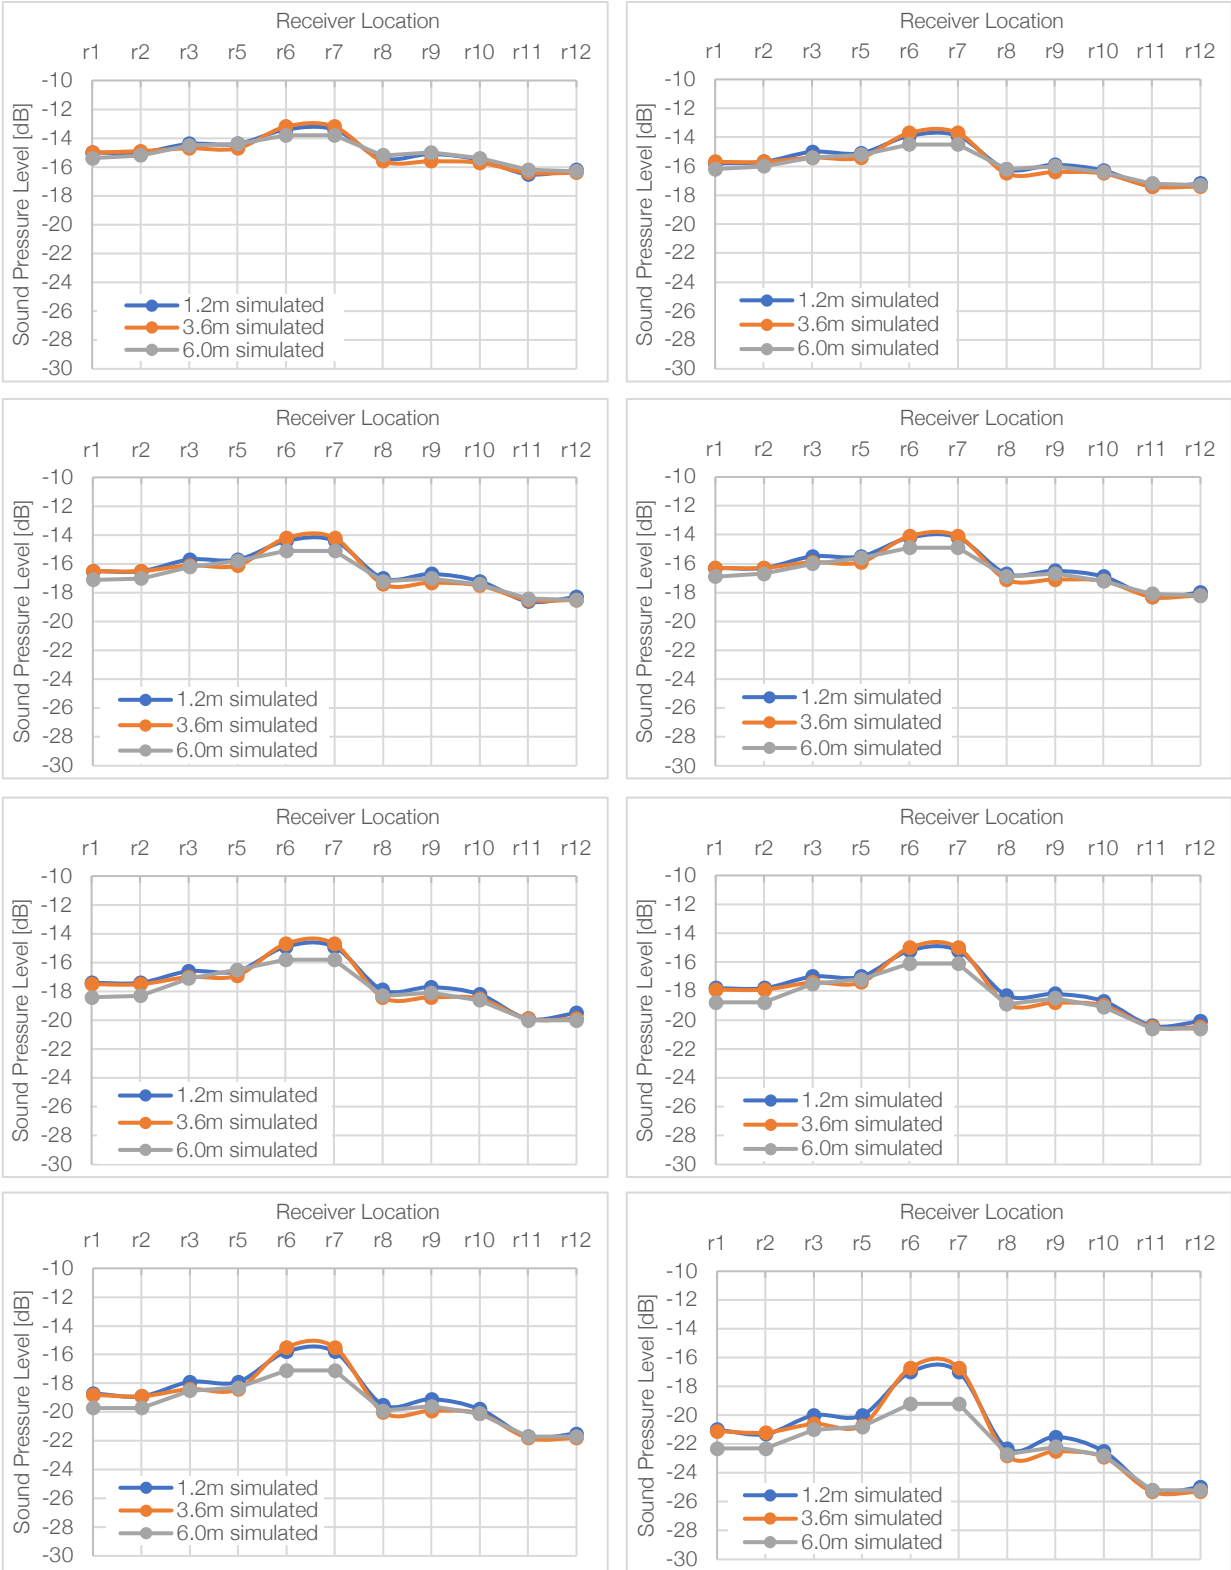 Receiver Location
r1 r2 r3 r5 r6 r7 r8 r9 r10 r11 r12
-10
-12
-14
-16
-18
-20
-22
-24
-26
-28
-30
Sound Pressure Level [dB]
1.2m simulated
3.6m simulated
6.0m simulated
Receiver Location
r1 r2 r3 r5 r6 r7 r8 r9 r10 r11 r12
-10
-12
-14
-16
-18
-20
-22
-24
-26
-28
-30
Sound Pressure Level [dB]
1.2m simulated
3.6m simulated
6.0m simulated
Receiver Location
r1 r2 r3 r5 r6 r7 r8 r9 r10 r11 r12
-10
-12
-14
-16
-18
-20
-22
-24
-26
-28
-30
Sound Pressure Level [dB]
1.2m simulated
3.6m simulated
6.0m simulated
Receiver Location
r1 r2 r3 r5 r6 r7 r8 r9 r10 r11 r12
-10
-12
-14
-16
-18
-20
-22
-24
-26
-28
-30
Sound Pressure Level [dB]
1.2m simulated
3.6m simulated
6.0m simulated
Receiver Location
r1 r2 r3 r5 r6 r7 r8 r9 r10 r11 r12
-10
-12
-14
-16
-18
-20
-22
-24
-26
-28
-30
Sound Pressure Level [dB]
1.2m simulated
3.6m simulated
6.0m simulated
Receiver Location
r1 r2 r3 r5 r6 r7 r8 r9 r10 r11 r12
-10
-12
-14
-16
-18
-20
-22
-24
-26
-28
-30
Sound Pressure Level [dB]
1.2m simulated
3.6m simulated
6.0m simulated
Receiver Location
r1 r2 r3 r5 r6 r7 r8 r9 r10 r11 r12
-10
-12
-14
-16
-18
-20
-22
-24
-26
-28
-30
Sound Pressure Level [dB]
1.2m simulated
3.6m simulated
6.0m simulated
Receiver Location
r1 r2 r3 r5 r6 r7 r8 r9 r10 r11 r12
-10
-12
-14
-16
-18
-20
-22
-24
-26
-28
-30
Sound Pressure Level [dB]
1.2m simulated
3.6m simulated
6.0m simulated